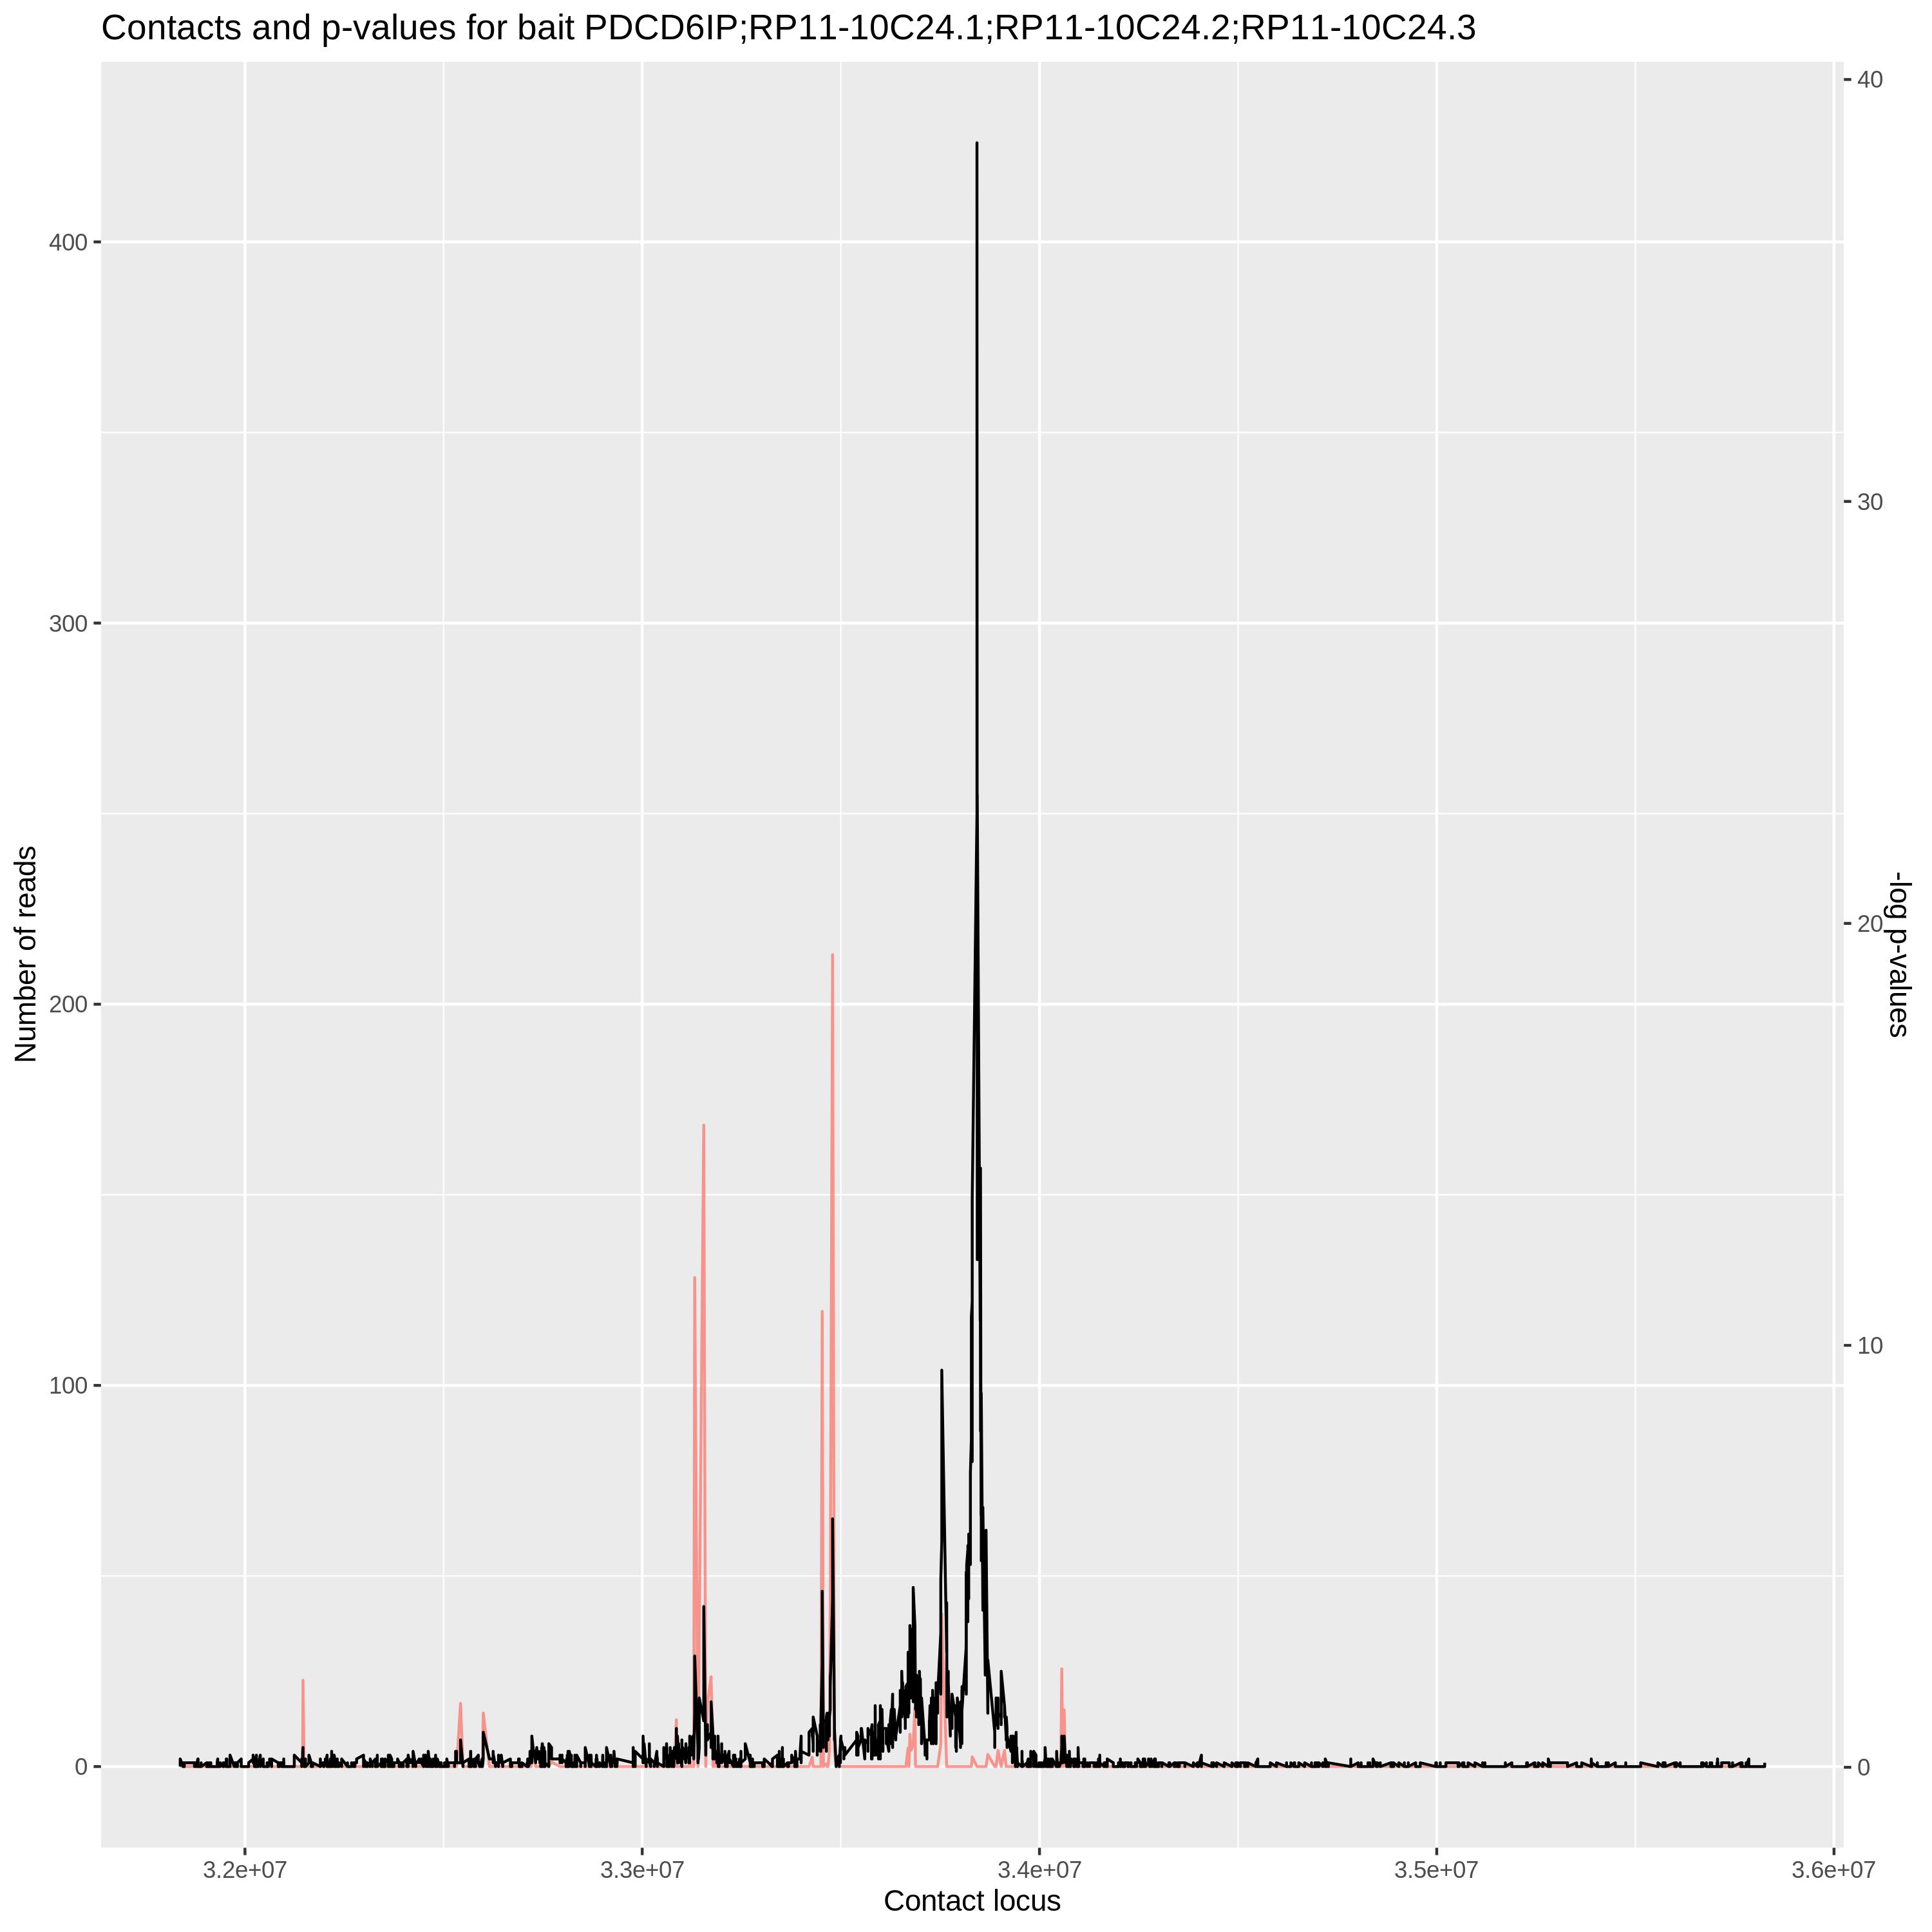 Contacts and p-values for bait PDCD6IP;RP11-10C24.1;RP11-10C24.2;RP11-10C24.3
40
400
30
300
Number of reads
-log p-values
20
200
10
100
0
0
3.2e+07
3.3e+07
3.4e+07
3.5e+07
3.6e+07
Contact locus